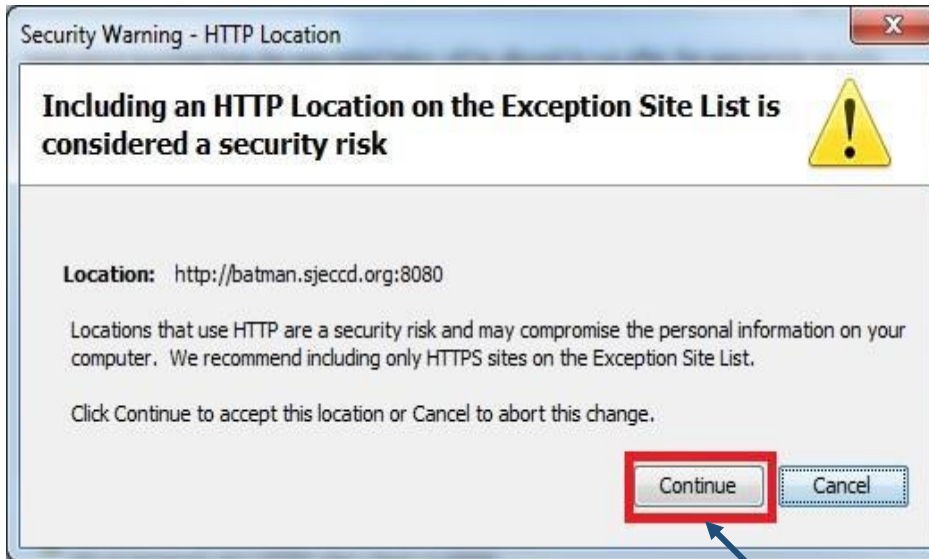 Security Warning - HTTP Location
Including an HTTP Location on the Exception Site List is
considered a security risk
Location: http://batman.sjeccd.org:8080
Locations that use HTTP are a security risk and may compromise the personal information on your
computer. We recommend including only HTTPS sites on the Exception Site List.
Click Continue to accept this location or Cancel to abort this change.
Continue Cancel